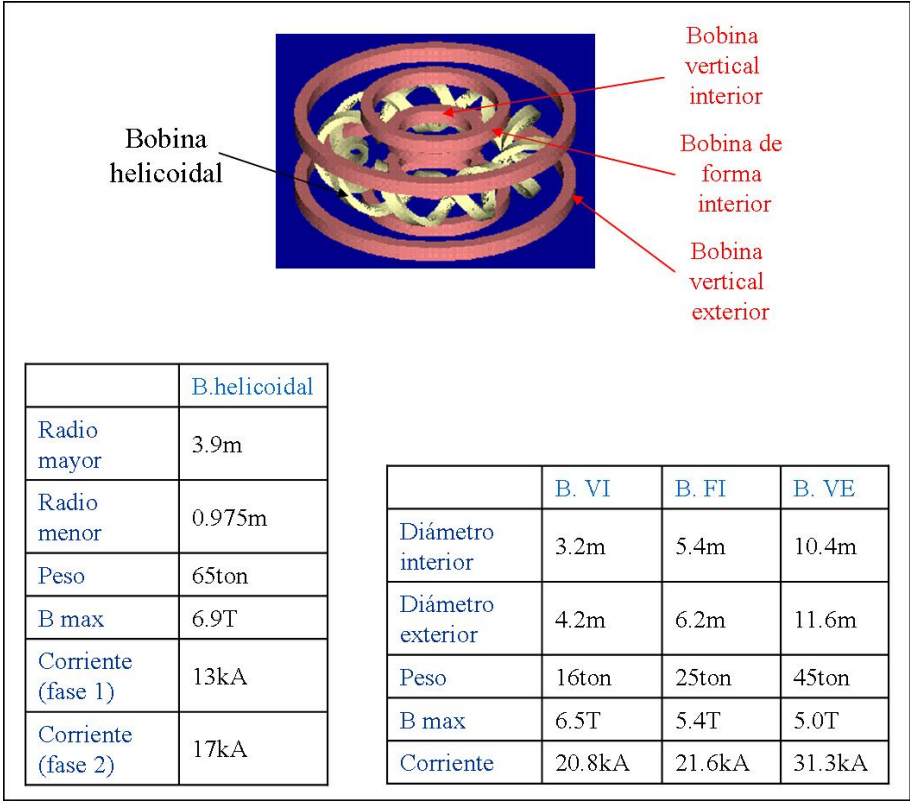 Bobina
vertical
interior
Bobina
helicoidal
Bobina de
forma
interior
Bobina
vertical
exterior
B.helicoidal
Radio
mayor
3.9m
Radio
menor
0.975m
Peso
65ton
B max
6.9T
Corriente
(fase 1)
13kA
Corriente
(fase 2)
17kA
B. VI
B. FI
B. VE
Diámetro
interior
3.2m
5.4m
10.4m
Diámetro
exterior
4.2m
6.2m
11.6m
Peso
16ton
25ton
45ton
B max
6.5T
5.4T
5.0T
Corriente
20.8kA
21.6kA
31.3kA